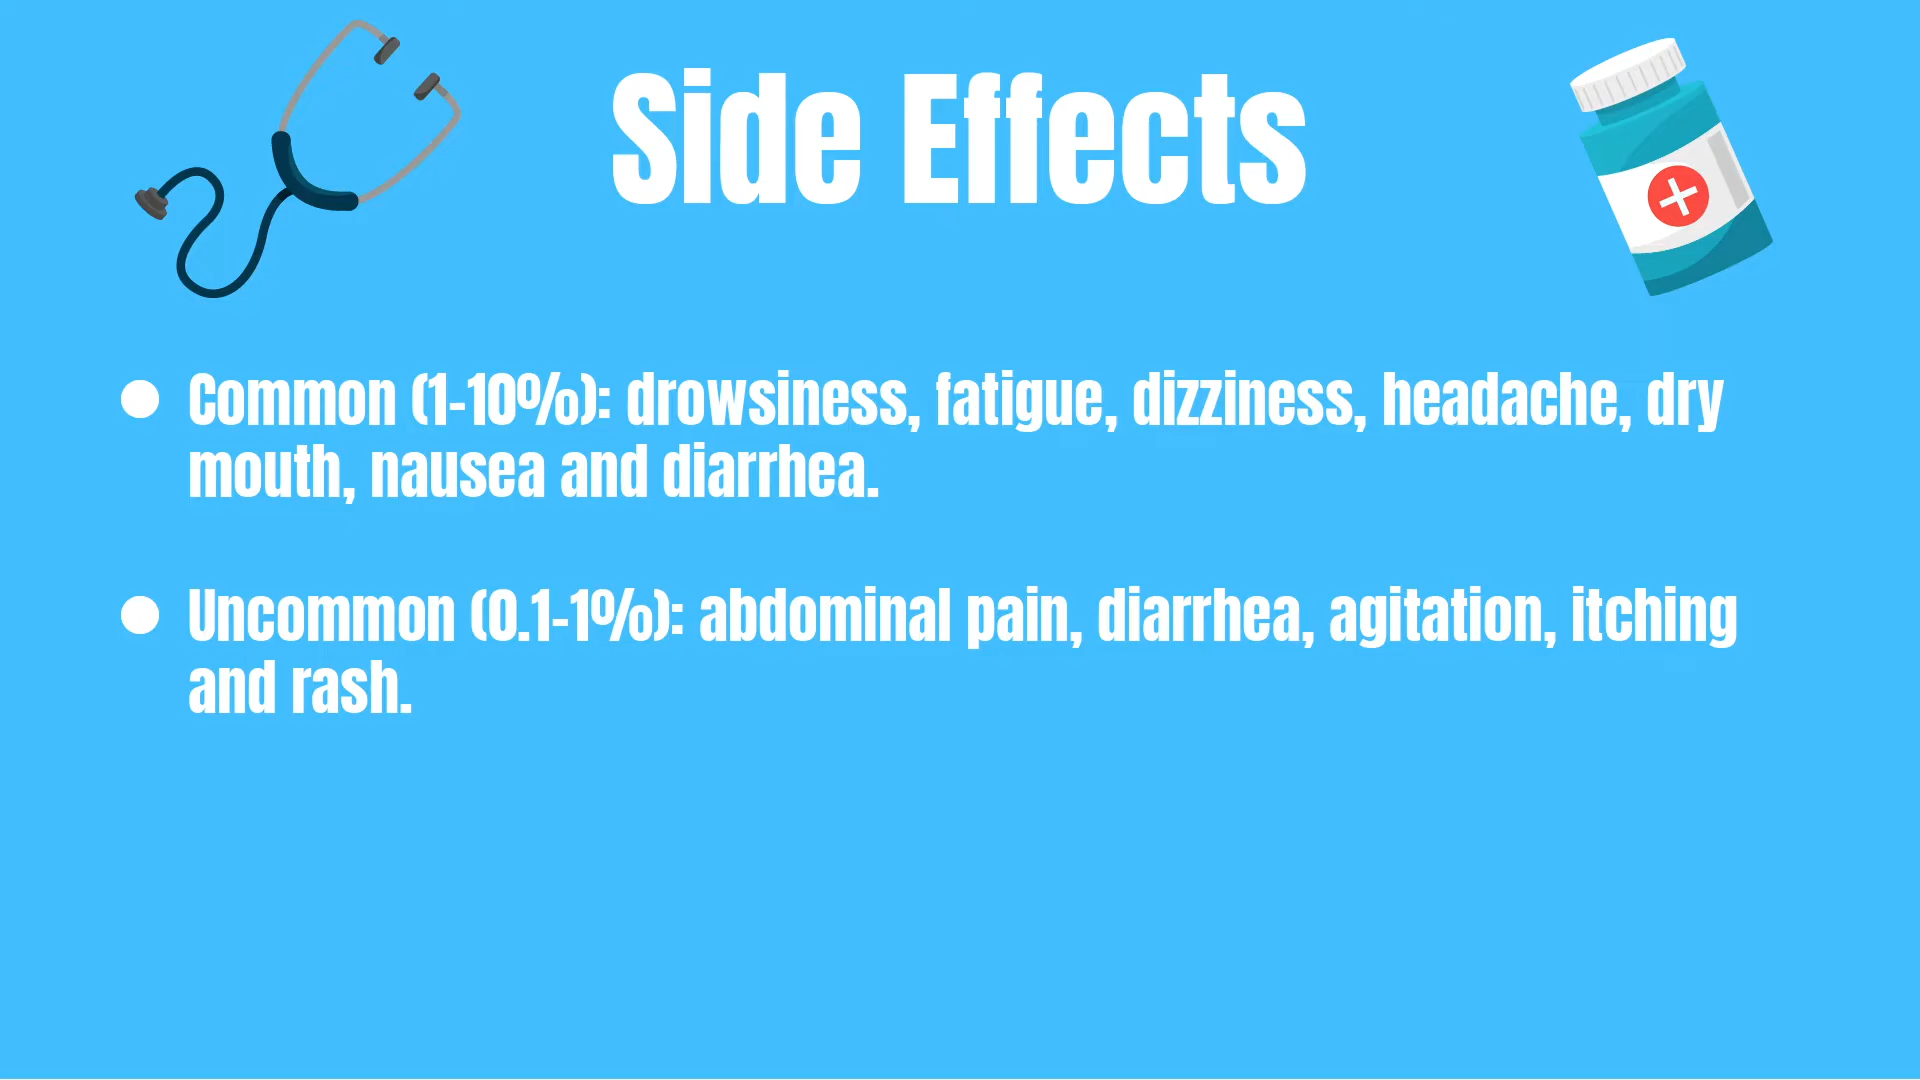 Side Effects
Common (1-10%): drowsiness, fatigue, dizziness, headache, dry
mouth, nausea and diarrhea.
Uncommon (0.1-1%): abdominal pain, diarrhea, agitation, itching
and rash.